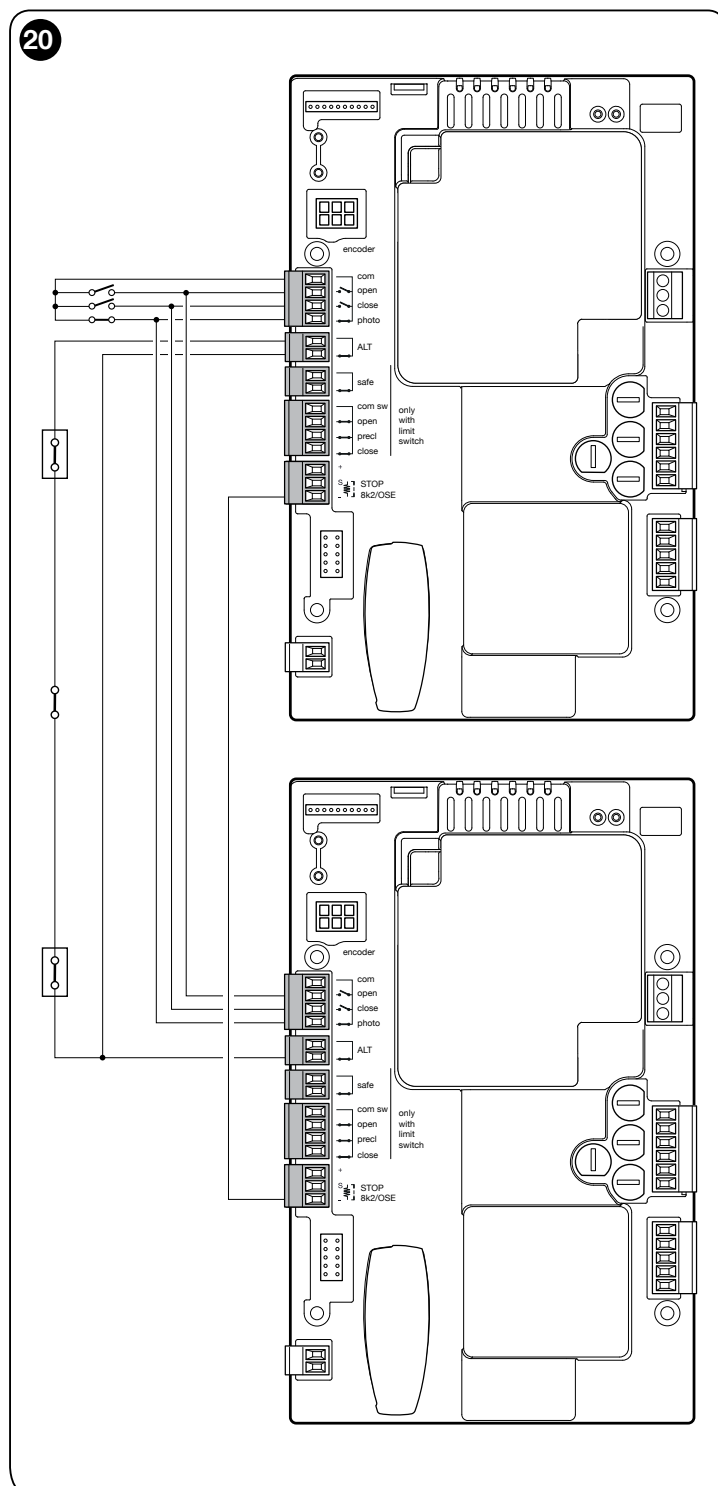 20
encoder
com
open
close
photo
ALT
safe
com sw
open
precl
close
only
with
limit
switch
+
S
-
STOP
8k2/OSE
encoder
com
open
close
photo
ALT
safe
com sw
open
precl
close
only
with
limit
switch
+
S
-
STOP
8k2/OSE